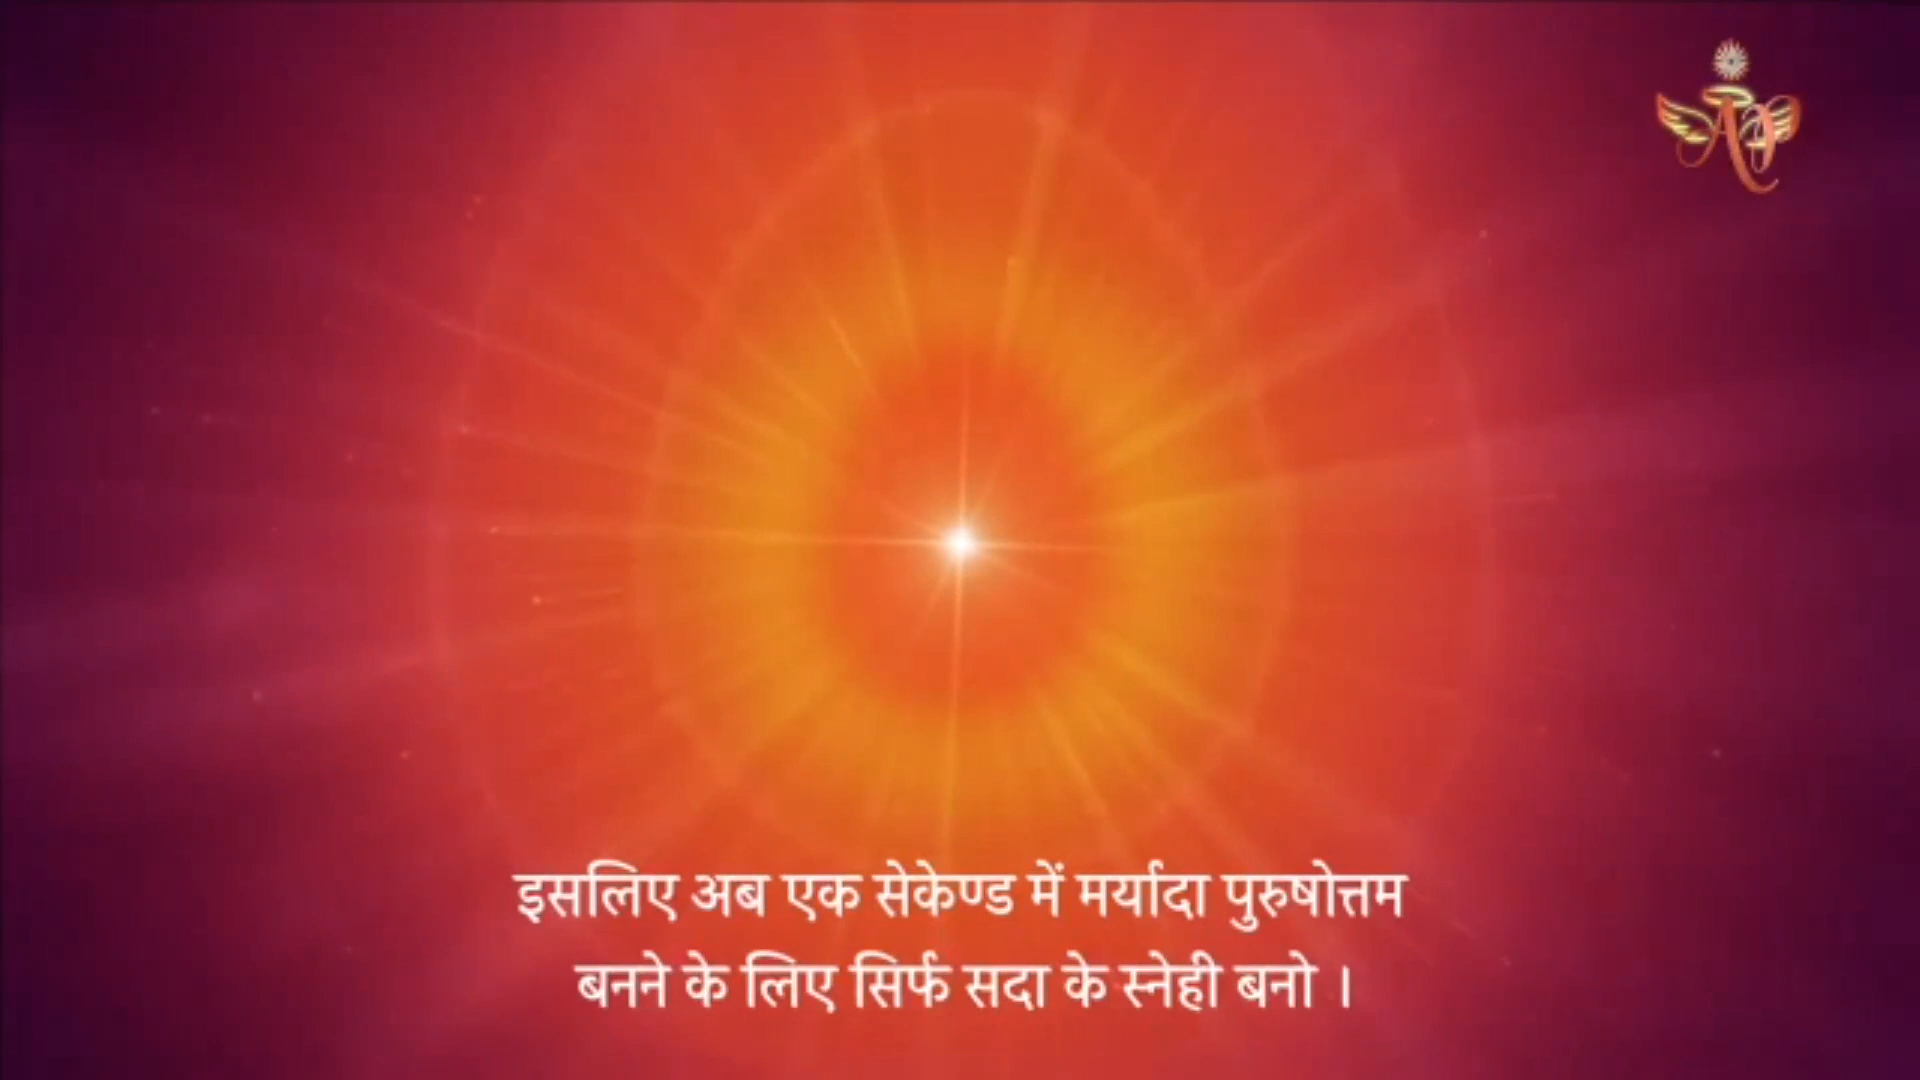 इसलिए अब एक सेकेण्ड में मर्यादा पुरुषोत्तम
बनने के लिए सिर्फ सदा के स्नेही बनो ।